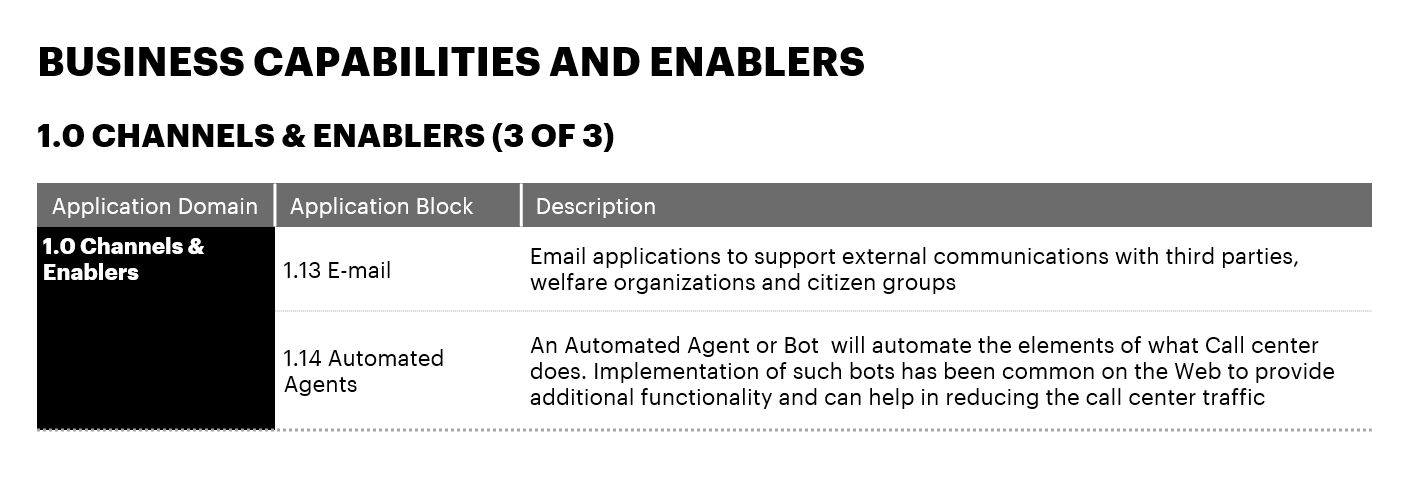 BUSINESS CAPABILITIES AND ENABLERS
1.0 CHANNELS & ENABLERS (3 OF 3)
Application Domain Application Block Description
1.0 Channels &
Enablers
1.13 E-mail
Email applications to support external communications with third parties,
welfare organizations and citizen groups
1.14 Automated
Agents
An Automated Agent or Bot  will automate the elements of what Call center
does. Implementation of such bots has been common on the Web to provide
additional functionality and can help in reducing the call center traffic